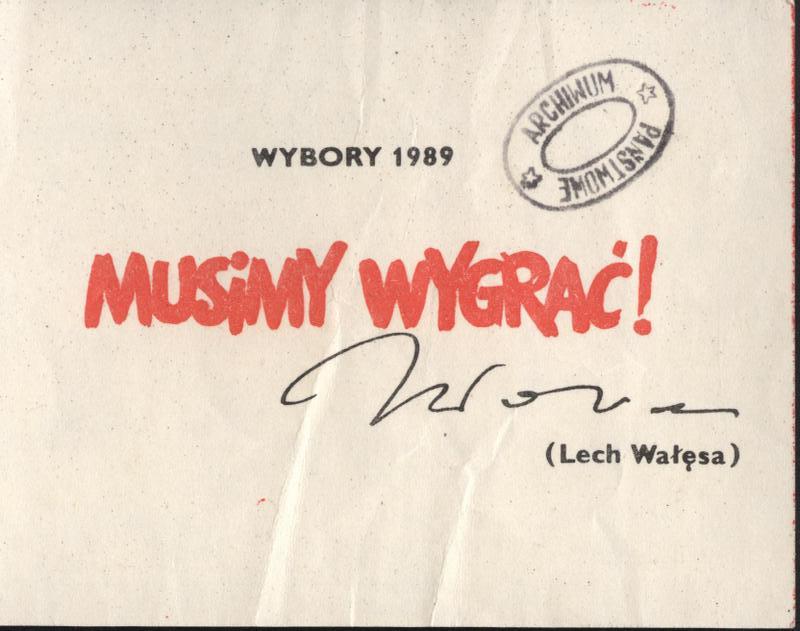 WYBORY 1989
ARCHIWUM
PAŃSTWOWE
MUSiMY WYGRAĆ!
(Lech Wałęsa)